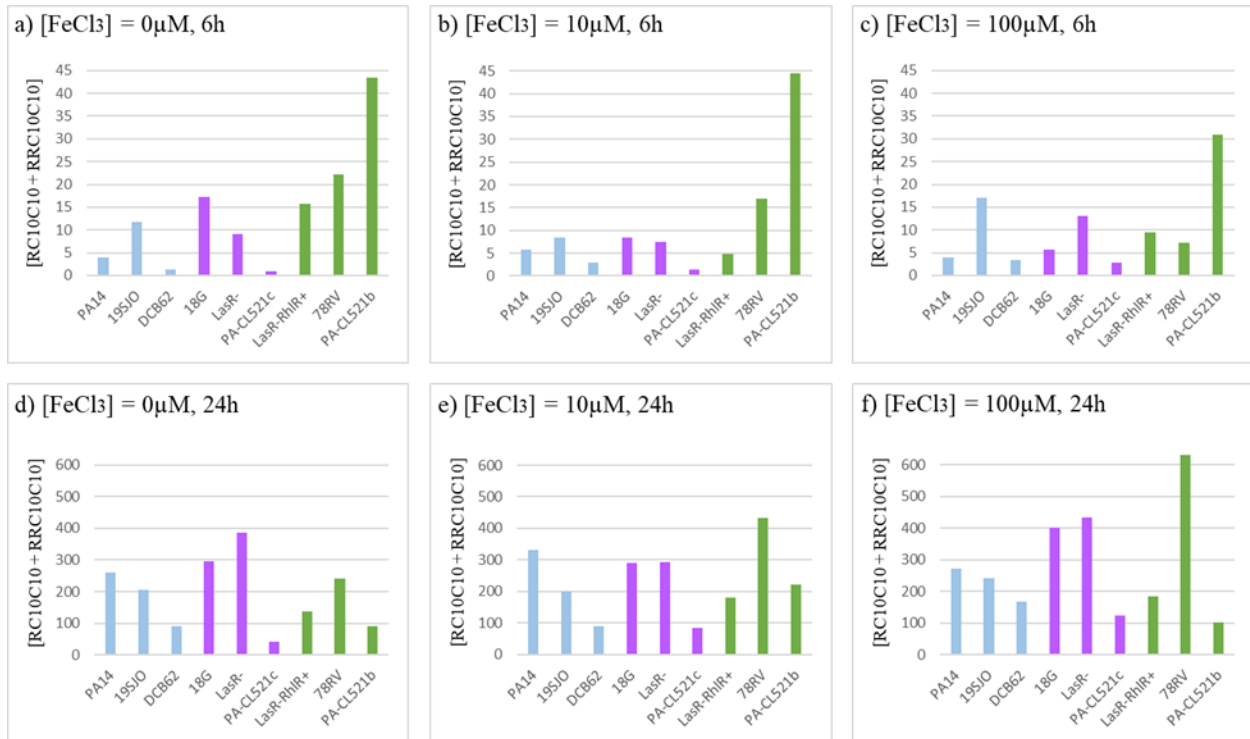 a) [FeCl3] = 0µM, 6h
[RC10C10 + RRC10C10]
45
40
35
30
25
20
15
10
5
0
PA14
19SJO
DCB62
18G
LasR-
PA-CL521c
LasR-RhlR+
78RV
PA-CL521b
b) [FeCl3] = 10µM, 6h
[RC10C10 + RRC10C10]
45
40
35
30
25
20
15
10
5
0
PA14
19SJO
DCB62
18G
LasR-
PA-CL521c
LasR-RhlR+
78RV
PA-CL521b
c) [FeCl3] = 100µM, 6h
[RC10C10 + RRC10C10]
45
40
35
30
25
20
15
10
5
0
PA14
19SJO
DCB62
18G
LasR-
PA-CL521c
LasR-RhlR+
78RV
PA-CL521b
d) [FeCl3] = 0µM, 24h
[RC10C10 + RRC10C10]
600
500
400
300
200
100
0
PA14
19SJO
DCB62
18G
LasR-
PA-CL521c
LasR-RhlR+
78RV
PA-CL521b
e) [FeCl3] = 10µM, 24h
[RC10C10 + RRC10C10]
600
500
400
300
200
100
0
PA14
19SJO
DCB62
18G
LasR-
PA-CL521c
LasR-RhlR+
78RV
PA-CL521b
f) [FeCl3] = 100µM, 24h
[RC10C10 + RRC10C10]
600
500
400
300
200
100
0
PA14
19SJO
DCB62
18G
LasR-
PA-CL521c
LasR-RhlR+
78RV
PA-CL521b